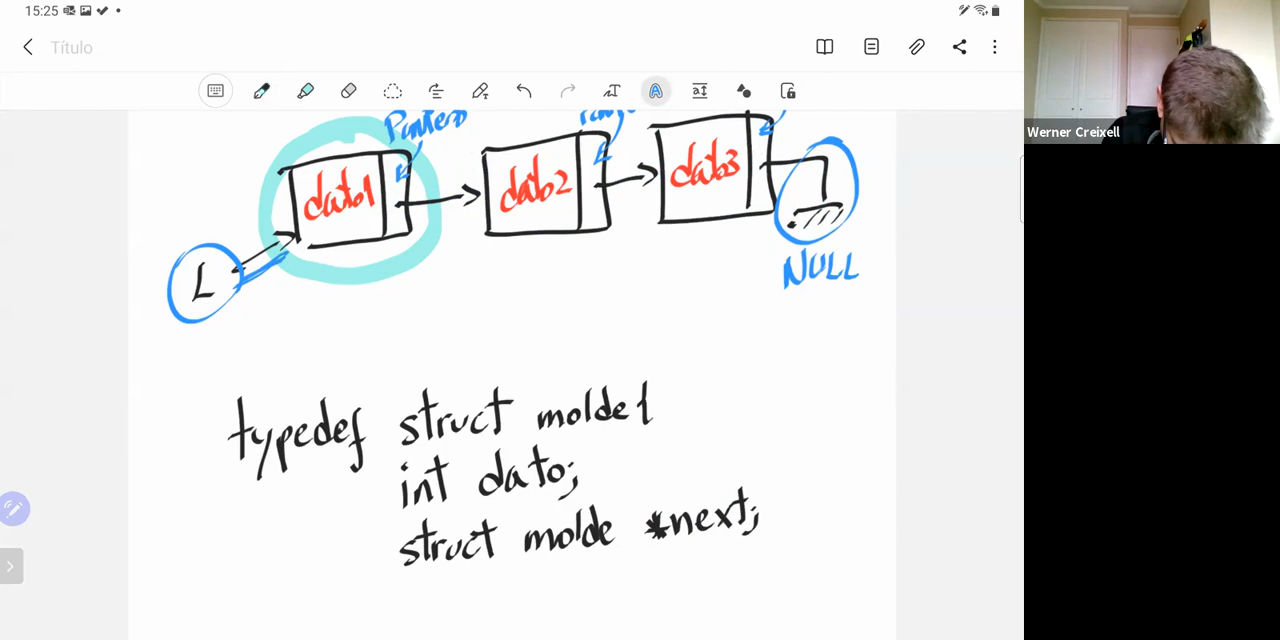 15:25
Título
Werner Creixell
Puntero
dato1
dato2
dato3
L
NULL
typedef struct molde{
int dato;
struct molde *next;